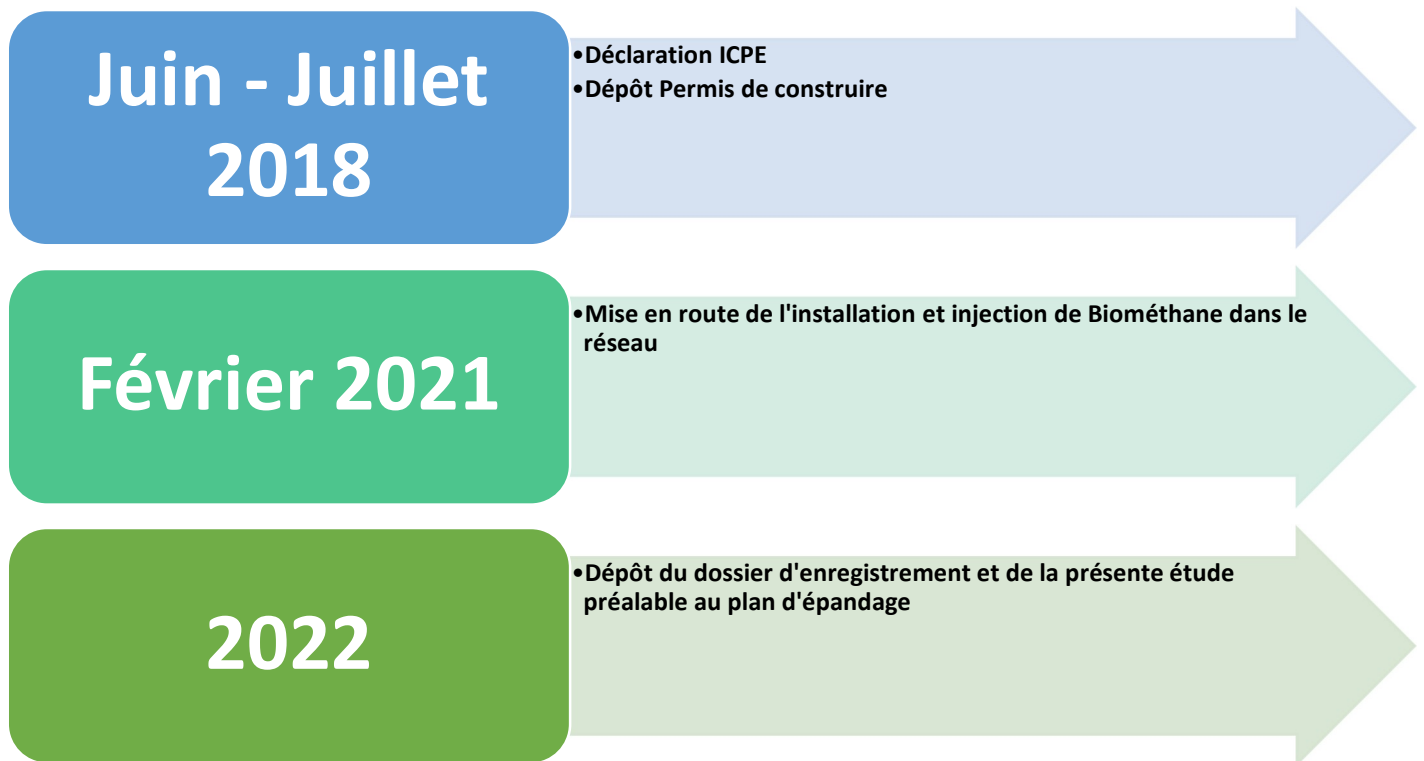 Juin - Juillet
2018
•Déclaration ICPE
•Dépôt Permis de construire
Février 2021
•Mise en route de l'installation et injection de Biométhane dans le
réseau
2022
•Dépôt du dossier d'enregistrement et de la présente étude
préalable au plan d'épandage